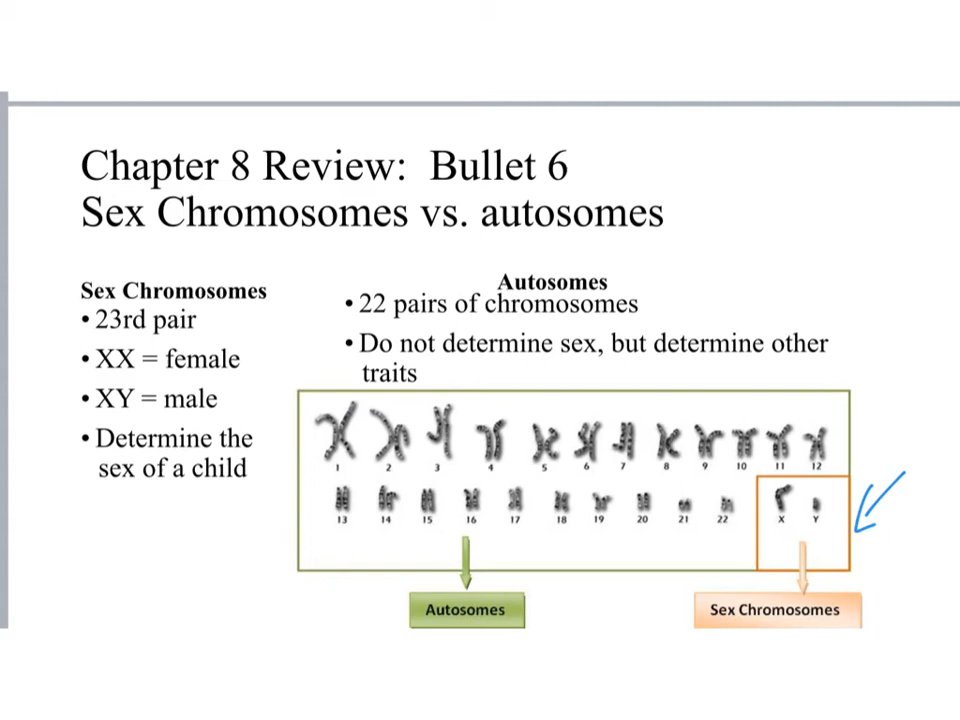 Chapter 8 Review:  Bullet 6
Sex Chromosomes vs. autosomes
Sex Chromosomes
• 23rd pair
• XX = female
• XY = male
• Determine the
sex of a child
Autosomes
• 22 pairs of chromosomes
• Do not determine sex, but determine other
traits
1 2 3 4 5 6 7 8 9 10 11 12
13 14 15 16 17 18 19 20 21 22 X Y
Autosomes
Sex Chromosomes